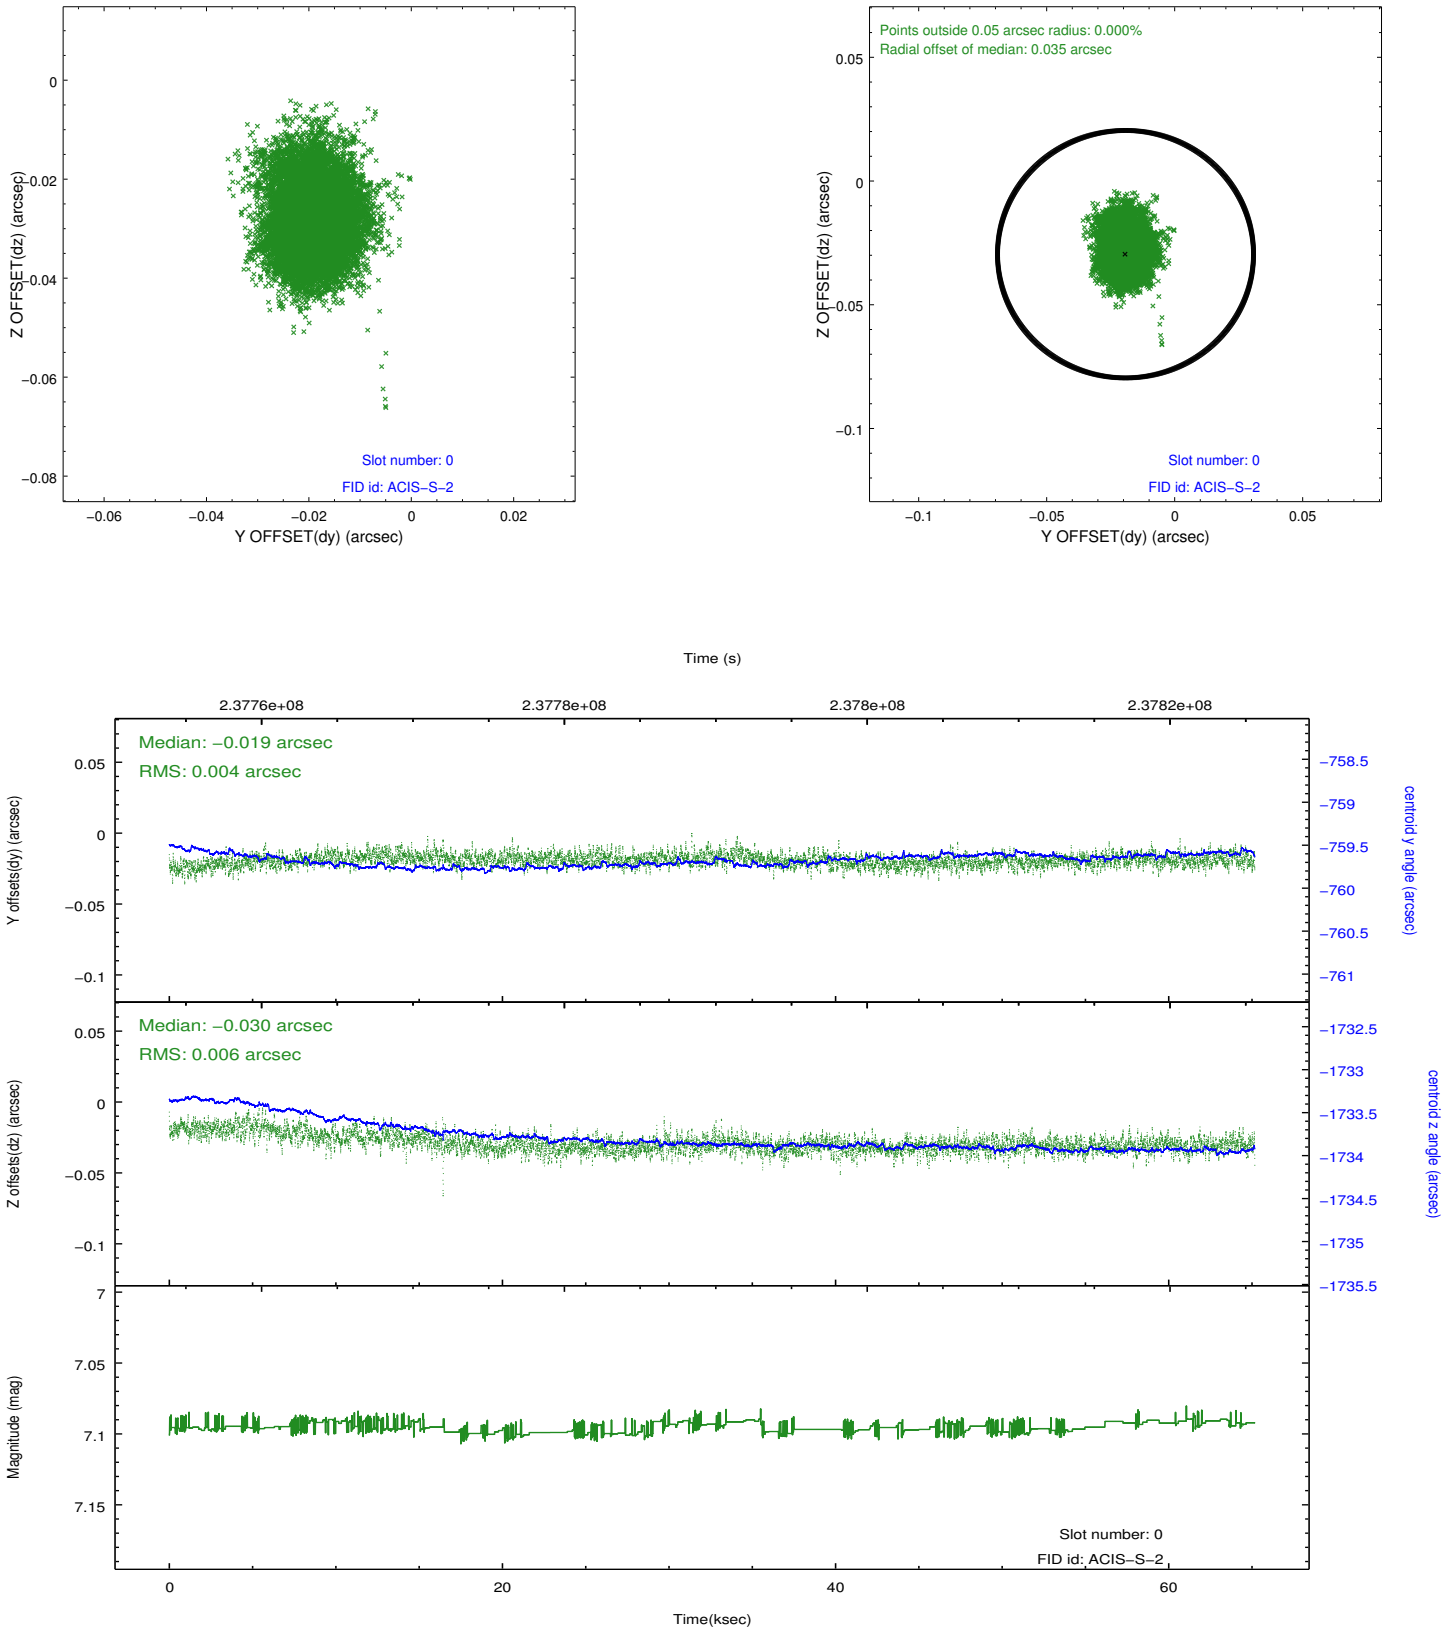 0
−0.02
−0.04
−0.06
−0.08
Z OFFSET(dz) (arcsec)
Slot number: 0
FID id: ACIS−S−2
−0.06 −0.04 −0.02 0 0.02
Y OFFSET(dy) (arcsec)
Points outside 0.05 arcsec radius: 0.000%
Radial offset of median: 0.035 arcsec
0.05
0
−0.05
−0.1
Z OFFSET(dz) (arcsec)
Slot number: 0
FID id: ACIS−S−2
−0.1 −0.05 0 0.05
Y OFFSET(dy) (arcsec)
Time (s)
2.3776e+08 2.3778e+08 2.378e+08 2.3782e+08
Median: −0.019 arcsec
RMS: 0.004 arcsec
0.05
0
−0.05
−0.1
Y offsets(dy) (arcsec)
−758.5
−759
−759.5
−760
−760.5
−761
centroid y angle (arcsec)
Median: −0.030 arcsec
RMS: 0.006 arcsec
0.05
0
−0.05
−0.1
Z offsets(dz) (arcsec)
−1732.5
−1733
−1733.5
−1734
−1734.5
−1735
−1735.5
centroid z angle (arcsec)
7
7.05
7.1
7.15
Magnitude (mag)
Slot number: 0
FID id: ACIS−S−2
0 20 40 60
Time(ksec)